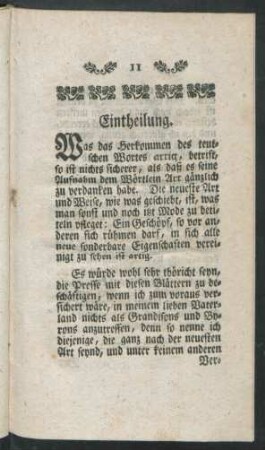 11
Eintheilung.
Was das Herkommen des teut-
schen Wortes artig, betrift,
so ist nichts sicherer, als daß es seine
Aufnahm dem Wörtlein Art gänzlich
zu verdanken habe. Die neueste Art
und Weise, wie was geschieht, ist, was
man sonst und noch itzt Mode zu be-
titeln pfleget: Ein Geschöpf, so vor an-
deren sich rühmen darf, in sich alle
neue sonderbare Eigenschaften verei-
nigt zu sehen ist artig.
Es würde wohl sehr thöricht seyn,
die Presse mit diesen Blättern zu be-
schäftigen, wenn ich zum voraus ver-
sichert wäre, in meinem lieben Vater-
land nichts als Grandisons und By-
rons anzutreffen, denn so nenne ich
diejenige, die ganz nach der neuesten
Art seynd, und unter keinem anderen
Ver-